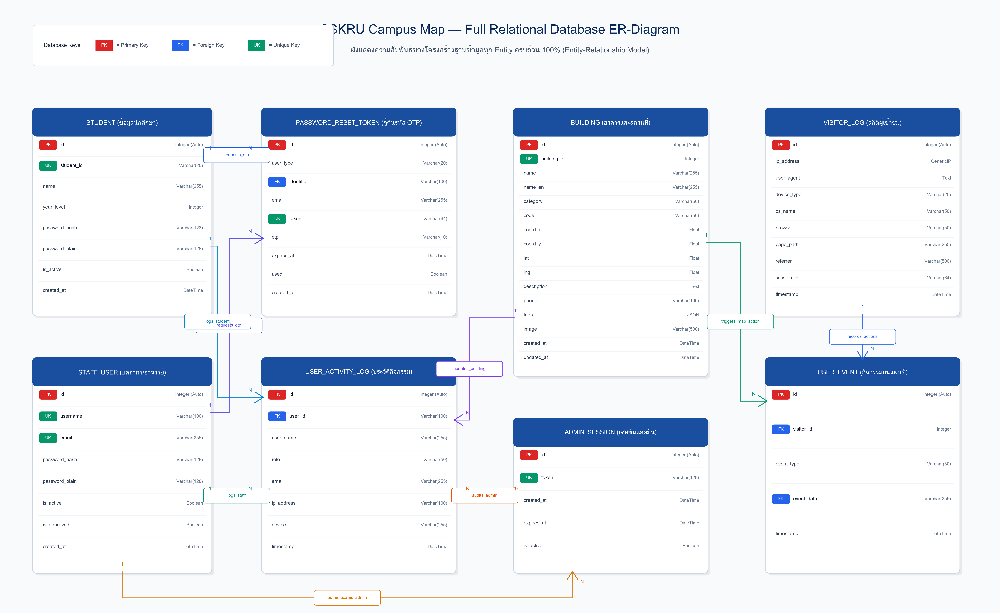 SKRU Campus Map — Full Relational Database ER-Diagram
ผังแสดงความสัมพันธ์ของโครงสร้างฐานข้อมูลทุก Entity ครบถ้วน 100% (Entity-Relationship Model)
Database Keys: PK = Primary Key FK = Foreign Key UK = Unique Key
STUDENT (ข้อมูลนักศึกษา)
PK id Integer (Auto)
UK student_id Varchar(20)
name Varchar(255)
year_level Integer
password_hash Varchar(128)
password_plain Varchar(128)
is_active Boolean
created_at DateTime
1 requests_otp N
PASSWORD_RESET_TOKEN (กู้คืนรหัส OTP)
PK id Integer (Auto)
user_type Varchar(20)
FK identifier Varchar(100)
email Varchar(255)
UK token Varchar(64)
otp Varchar(10)
expires_at DateTime
used Boolean
created_at DateTime
BUILDING (อาคารและสถานที่)
PK id Integer (Auto)
UK building_id Integer
name Varchar(255)
name_en Varchar(255)
category Varchar(50)
code Varchar(50)
coord_x Float
coord_y Float
lat Float
lng Float
description Text
phone Varchar(100)
tags JSON
image Varchar(500)
created_at DateTime
updated_at DateTime
VISITOR_LOG (สถิติผู้เข้าชม)
PK id Integer (Auto)
ip_address GenericIP
user_agent Text
device_type Varchar(20)
os_name Varchar(50)
browser Varchar(50)
page_path Varchar(255)
referrer Varchar(500)
session_id Varchar(64)
timestamp DateTime
1 logs_student N
1 requests_otp N
1 updates_building N
1 triggers_map_action N
1 records_actions N
STAFF_USER (บุคลากร/อาจารย์)
PK id Integer (Auto)
UK username Varchar(100)
UK email Varchar(255)
password_hash Varchar(128)
password_plain Varchar(128)
is_active Boolean
is_approved Boolean
created_at DateTime
1 logs_staff N
USER_ACTIVITY_LOG (ประวัติกิจกรรม)
PK id Integer (Auto)
FK user_id Varchar(100)
user_name Varchar(255)
role Varchar(50)
email Varchar(255)
ip_address Varchar(100)
device Varchar(255)
timestamp DateTime
N audits_admin 1
ADMIN_SESSION (เซสชันแอดมิน)
PK id Integer (Auto)
UK token Varchar(128)
created_at DateTime
expires_at DateTime
is_active Boolean
USER_EVENT (กิจกรรมบนแผนที่)
PK id Integer (Auto)
FK visitor_id Integer
event_type Varchar(30)
FK event_data Varchar(255)
timestamp DateTime
1 authenticates_admin N